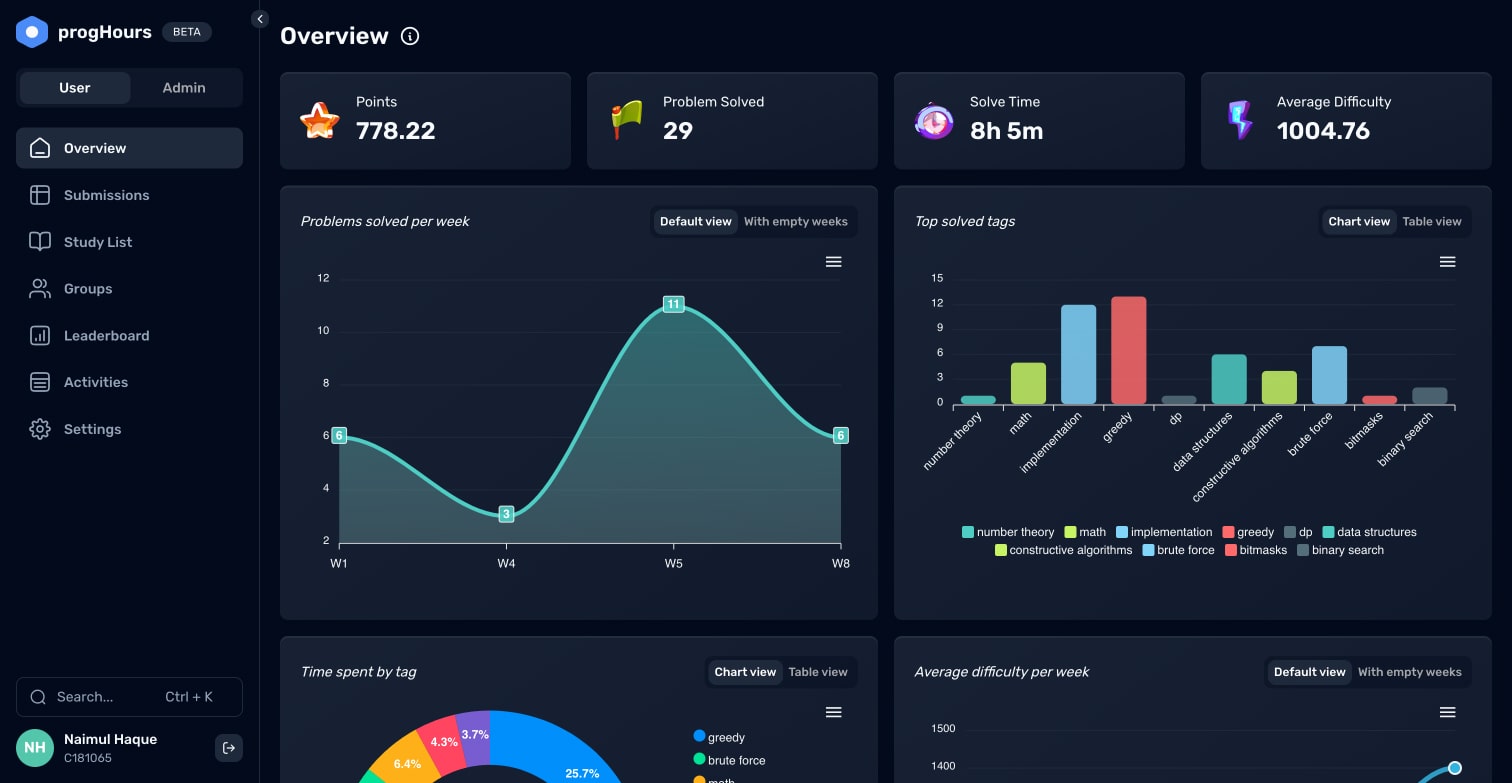 progHours BETA
User Admin
Overview
Submissions
Study List
Groups
Leaderboard
Activities
Settings
Search... Ctrl + K
NH
Naimul Haque
C181065
Overview
Points
778.22
Problem Solved
29
Solve Time
8h 5m
Average Difficulty
1004.76
Problems solved per week
Default view With empty weeks
12
10
8
6
4
2
6
3
11
6
W1 W4 W5 W8
Top solved tags
Chart view Table view
15
12
9
6
3
0
number theory
math
implementation
greedy
dp
data structures
constructive algorithms
brute force
bitmasks
binary search
number theory math implementation greedy dp data structures
constructive algorithms brute force bitmasks binary search
Time spent by tag
Chart view Table view
3.7%
4.3%
6.4%
25.7%
greedy
brute force
math
Average difficulty per week
Default view With empty weeks
1500
1400